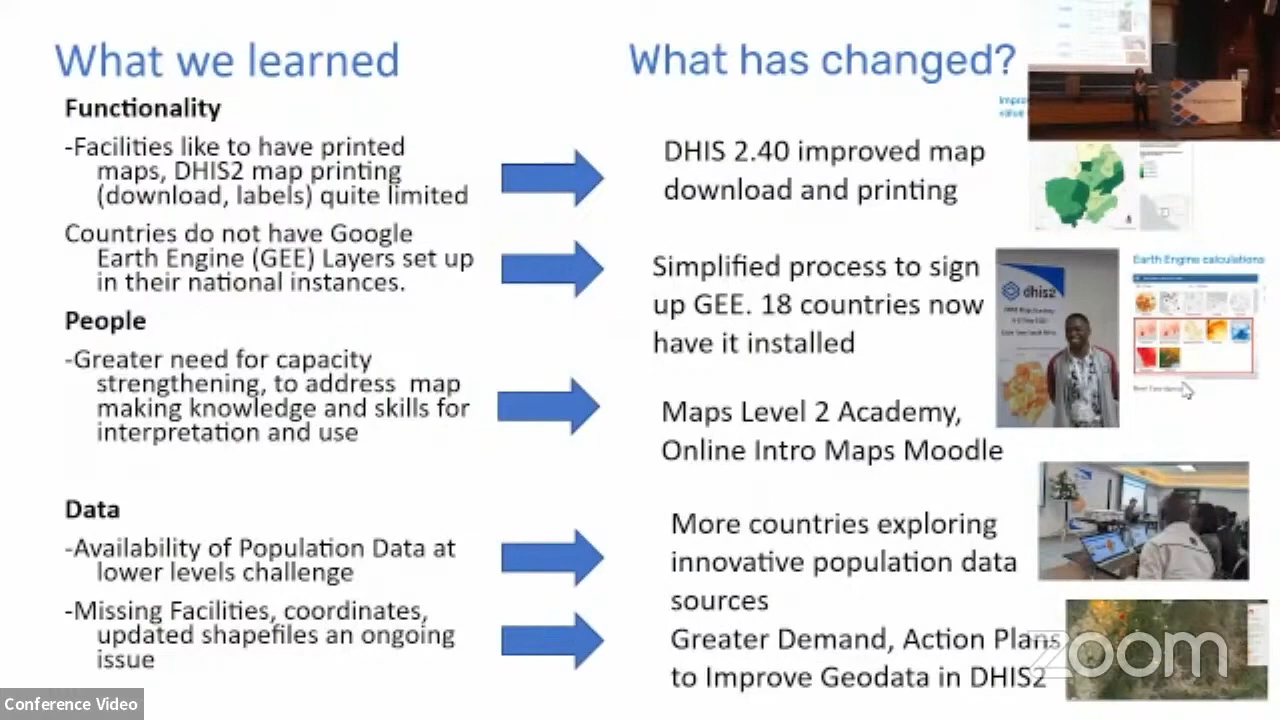 What we learned
Functionality
-Facilities like to have printed
maps, DHIS2 map printing
(download, labels) quite limited
Countries do not have Google
Earth Engine (GEE) Layers set up
in their national instances.
People
-Greater need for capacity
strengthening, to address map
making knowledge and skills for
interpretation and use
Data
-Availability of Population Data at
lower levels challenge
-Missing Facilities, coordinates,
updated shapefiles an ongoing
issue
What has changed?
DHIS 2.40 improved map
download and printing
Simplified process to sign
up GEE. 18 countries now
have it installed
Maps Level 2 Academy,
Online Intro Maps Moodle
More countries exploring
innovative population data
sources
Greater Demand, Action Plans
to Improve Geodata in DHIS2
value
Earth Engine calculations
dhis2
zoom
Conference Video